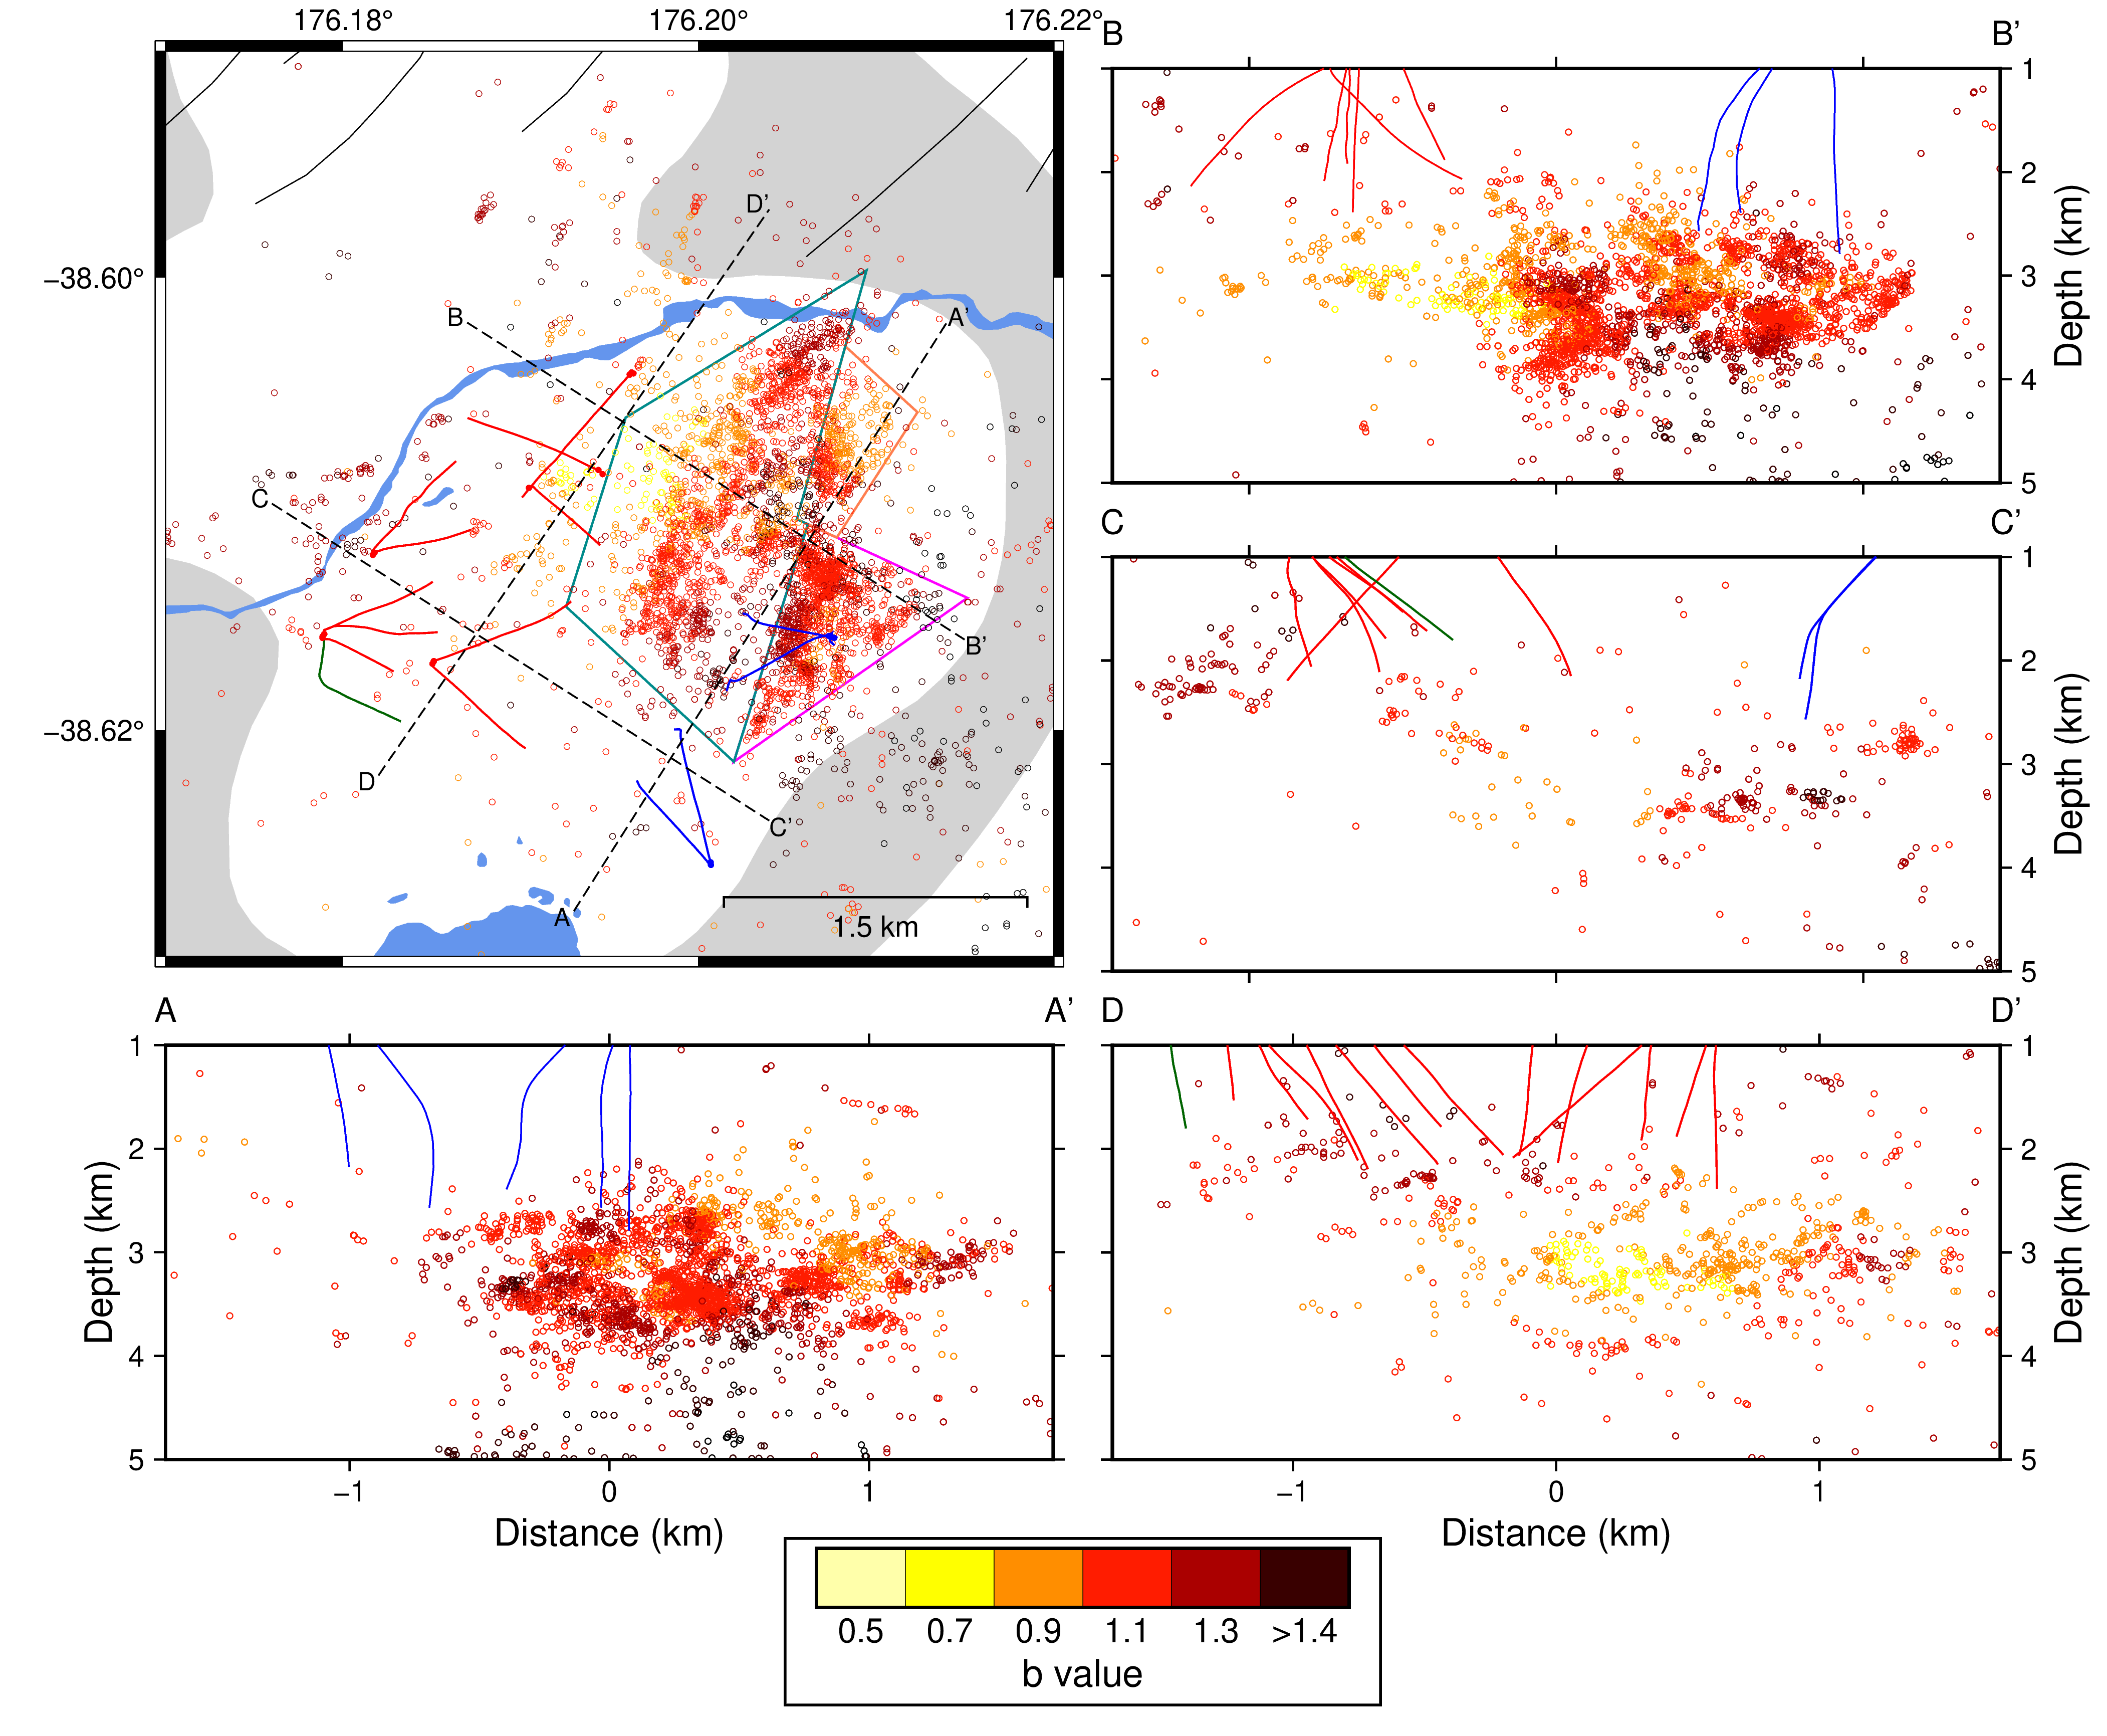 176.18° 176.20° 176.22°
−38.60°
−38.62°
D’
B
A’
C
B’
D
C’
A
1.5 km
B B’
1
2
3
4
5
Depth (km)
C C’
1
2
3
4
5
Depth (km)
A A’
1
2
3
4
5
Depth (km)
−1 0 1
Distance (km)
D D’
1
2
3
4
5
Depth (km)
−1 0 1
Distance (km)
0.5 0.7 0.9 1.1 1.3 >1.4
b value